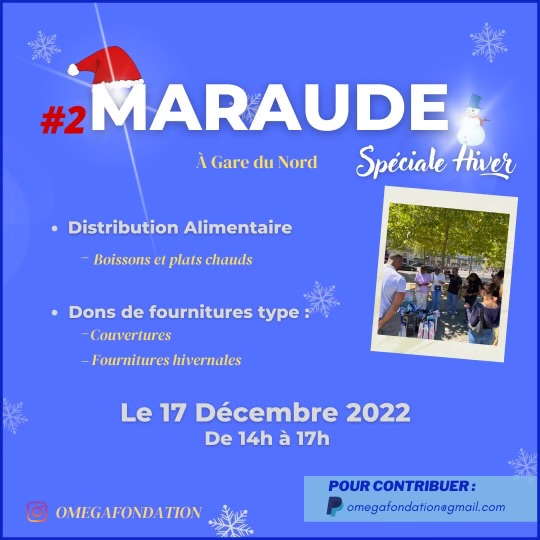 #2 MARAUDE
À Gare du Nord
Spéciale Hiver
• Distribution Alimentaire
– Boissons et plats chauds
• Dons de fournitures type :
–Couvertures
– Fournitures hivernales
Le 17 Décembre 2022
De 14h à 17h
POUR CONTRIBUER :
omegafondation@gmail.com
OMEGAFONDATION